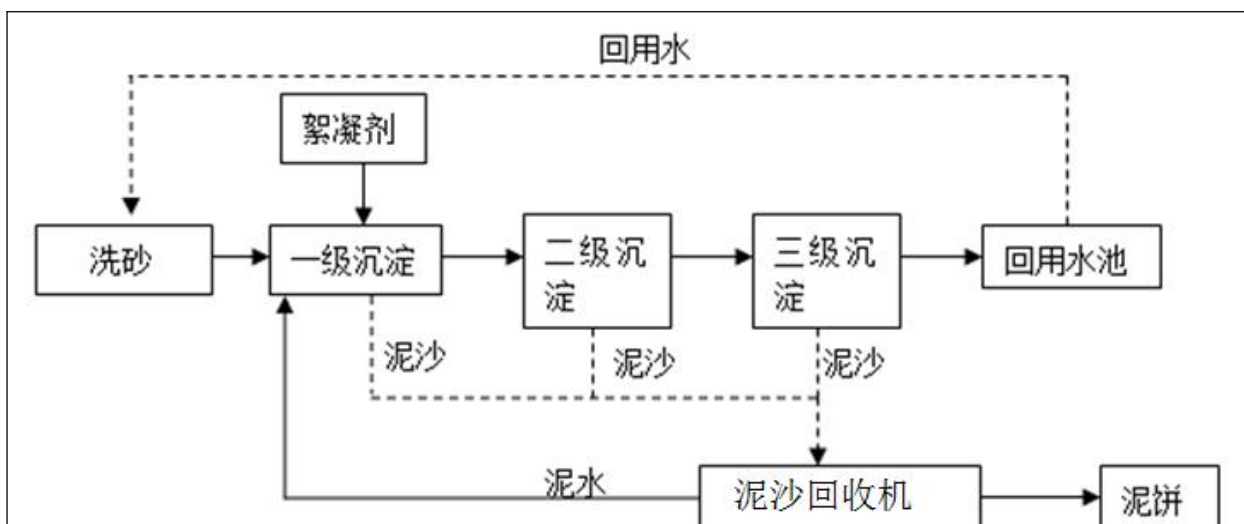 回用水
絮凝剂
洗砂
一级沉淀
二级沉
淀
三级沉
淀
回用水池
泥沙
泥沙
泥沙
泥水
泥沙回收机
泥饼